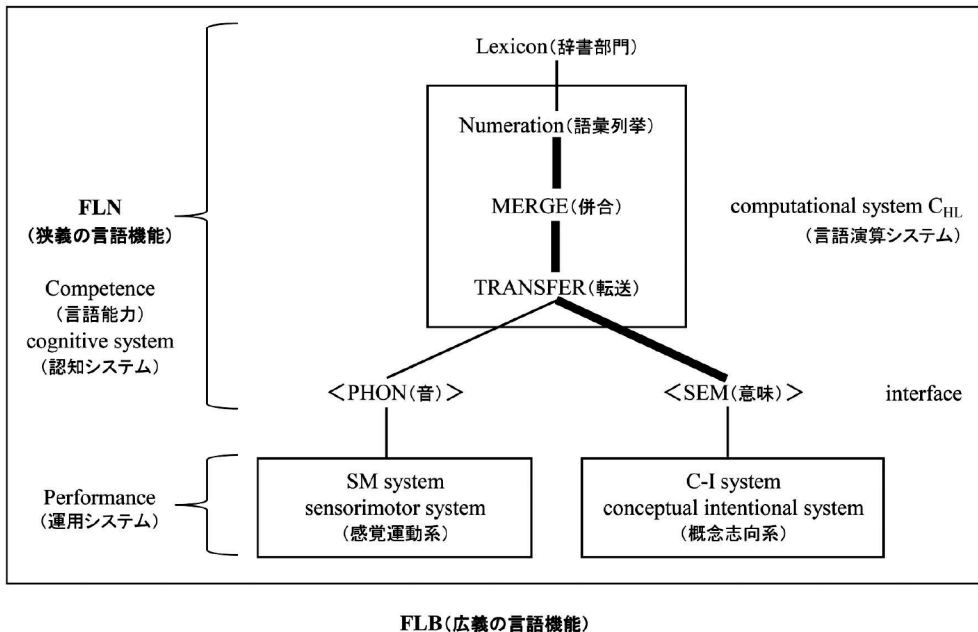 Lexicon(辞書部門)
Numeration(語彙列挙)
FLN
(狭義の言語機能)
MERGE(併合)
computational system C_HL
(言語演算システム)
Competence
(言語能力)
cognitive system
(認知システム)
TRANSFER(転送)
<PHON(音)>
<SEM(意味)>
interface
Performance
(運用システム)
SM system
sensorimotor system
(感覚運動系)
C-I system
conceptual intentional system
(概念志向系)
FLB(広義の言語機能)